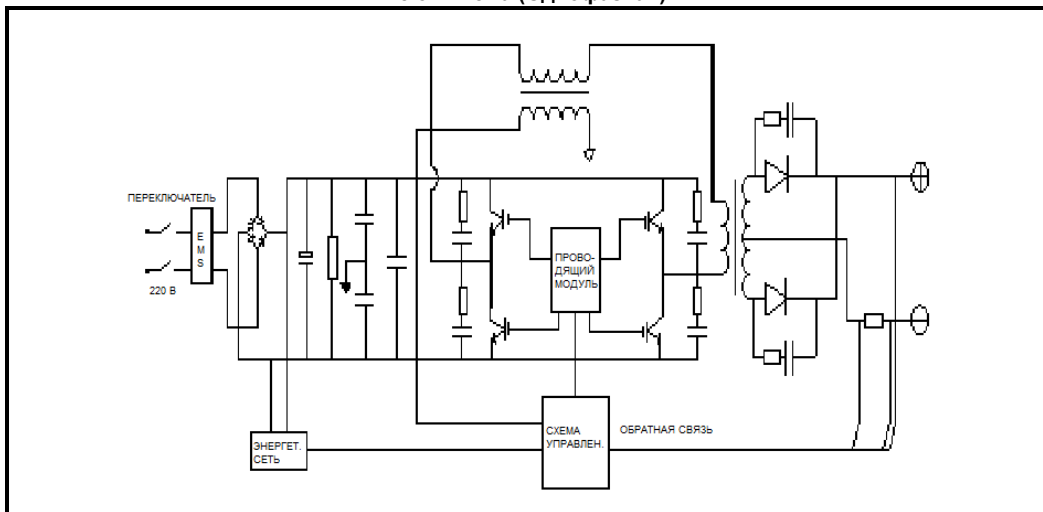 ПЕРЕКЛЮЧАТЕЛЬ
E
M
S
220 В
ПРОВО-
ДЯЩИЙ
МОДУЛЬ
ЭНЕРГЕТ.
СЕТЬ
СХЕМА
УПРАВЛЕН.
ОБРАТНАЯ СВЯЗЬ